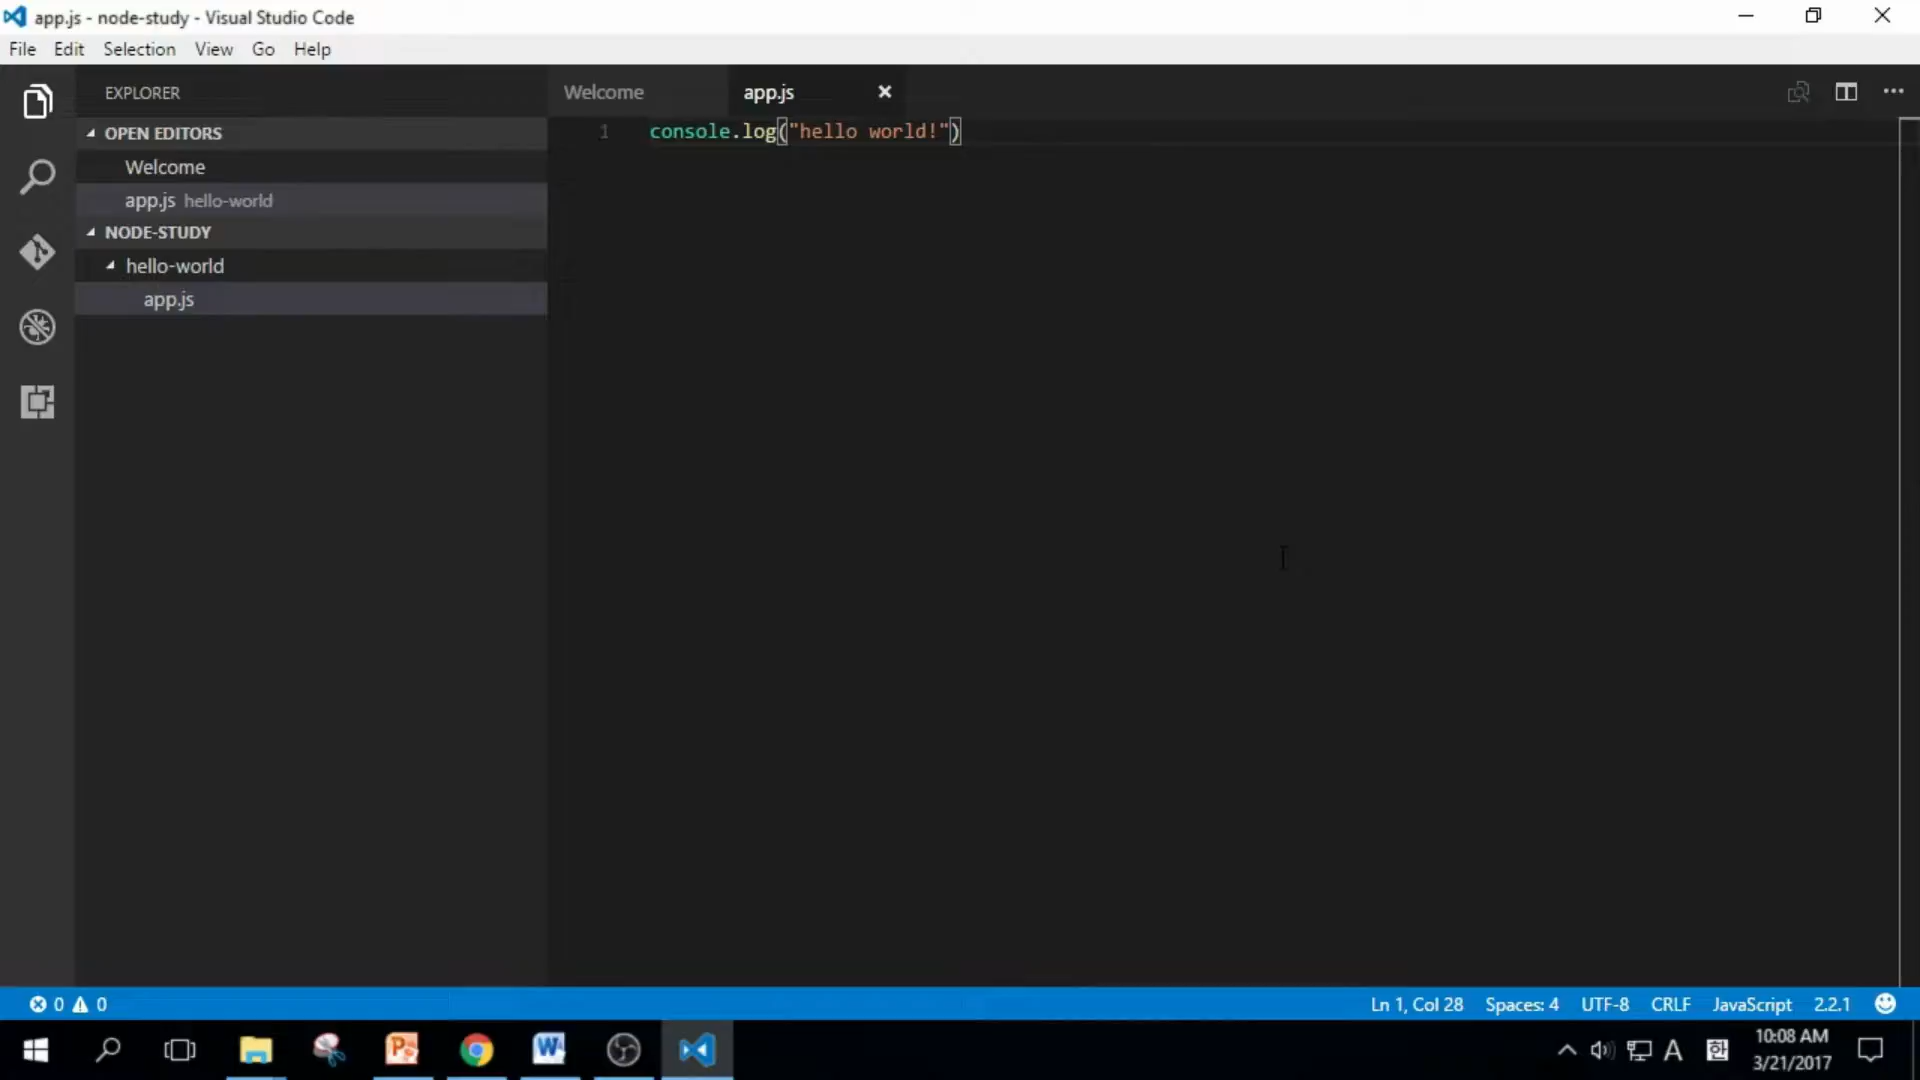 app.js - node-study - Visual Studio Code
File Edit Selection View Go Help
EXPLORER
OPEN EDITORS
Welcome
app.js hello-world
NODE-STUDY
hello-world
app.js
Welcome app.js
1 console.log("hello world!")
0 0
Ln 1, Col 28 Spaces: 4 UTF-8 CRLF JavaScript 2.2.1
A 한
10:08 AM
3/21/2017